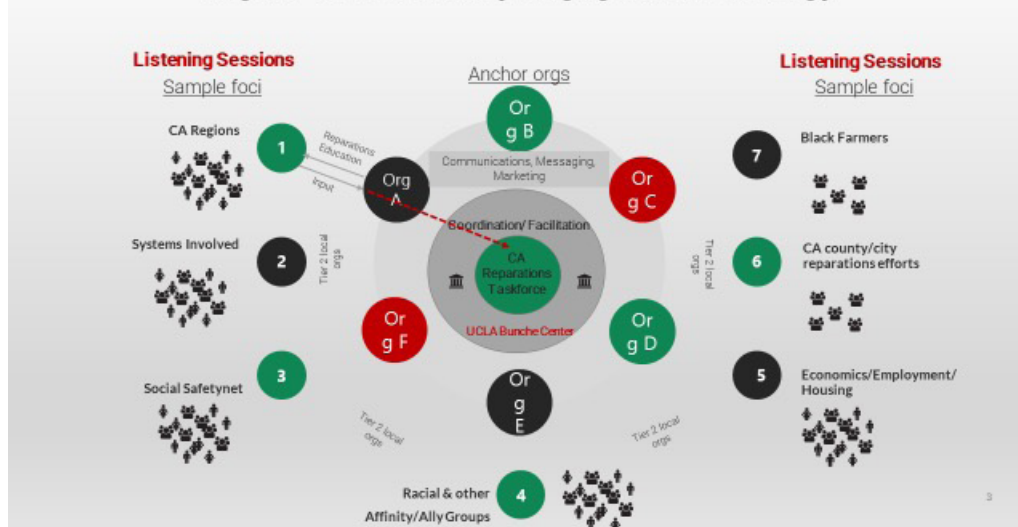 Listening Sessions
Sample foci
Anchor orgs
Listening Sessions
Sample foci
CA Regions
1
Reparations
Education
Input
Or
g B
Communications, Messaging,
Marketing
Org
A
Or
g C
Black Farmers
7
Systems Involved
2
Tier 2 local
orgs
Coordination/ Facilitation
CA
Reparations
Taskforce
UCLA Bunche Center
Tier 2 local
orgs
6
CA county/city
reparations efforts
Or
g F
Or
g D
Social Safetynet
3
Or
g
E
5
Economics/Employment/
Housing
Tier 2 local
orgs
Tier 2 local
orgs
Racial & other
Affinity/Ally Groups
4
3